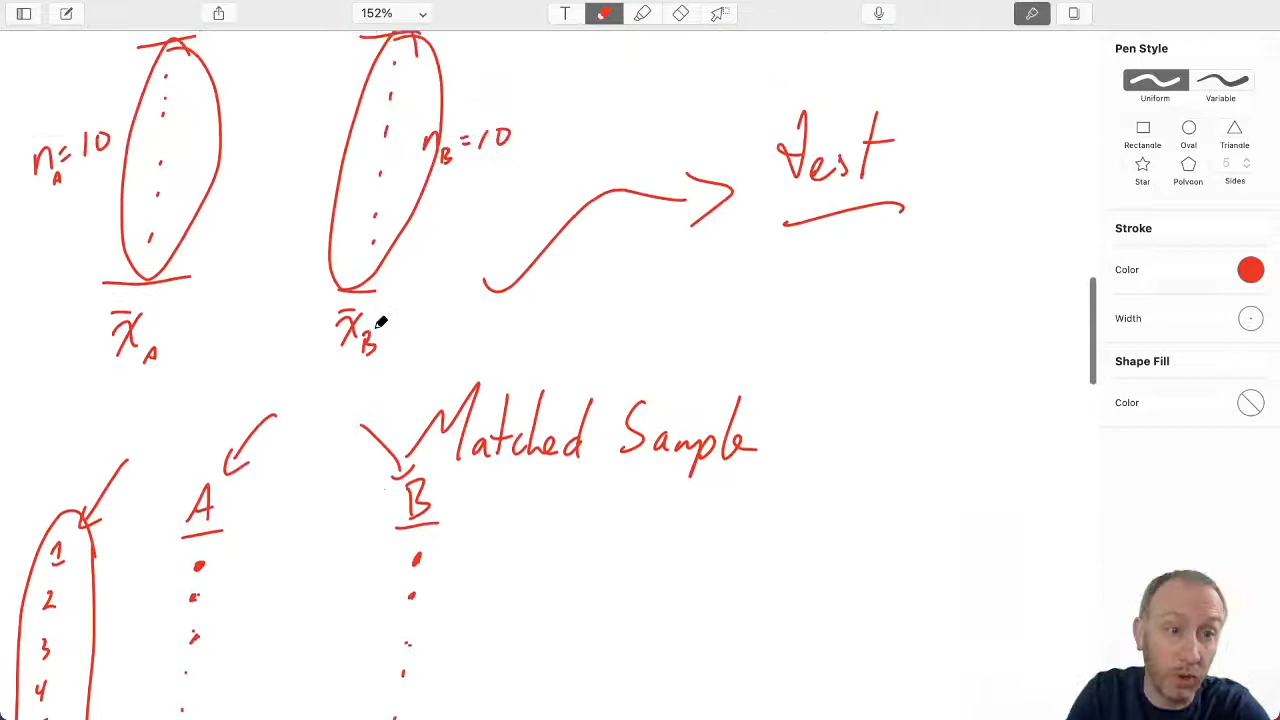 152%
T
Pen Style
Uniform
Variable
Rectangle
Oval
Triangle
Star
Polygon
5
Sides
Stroke
Color
Width
Shape Fill
Color
n_A = 10
n_B = 10
Test
x̄_A
x̄_B
Matched Sample
A
B
1
2
3
4